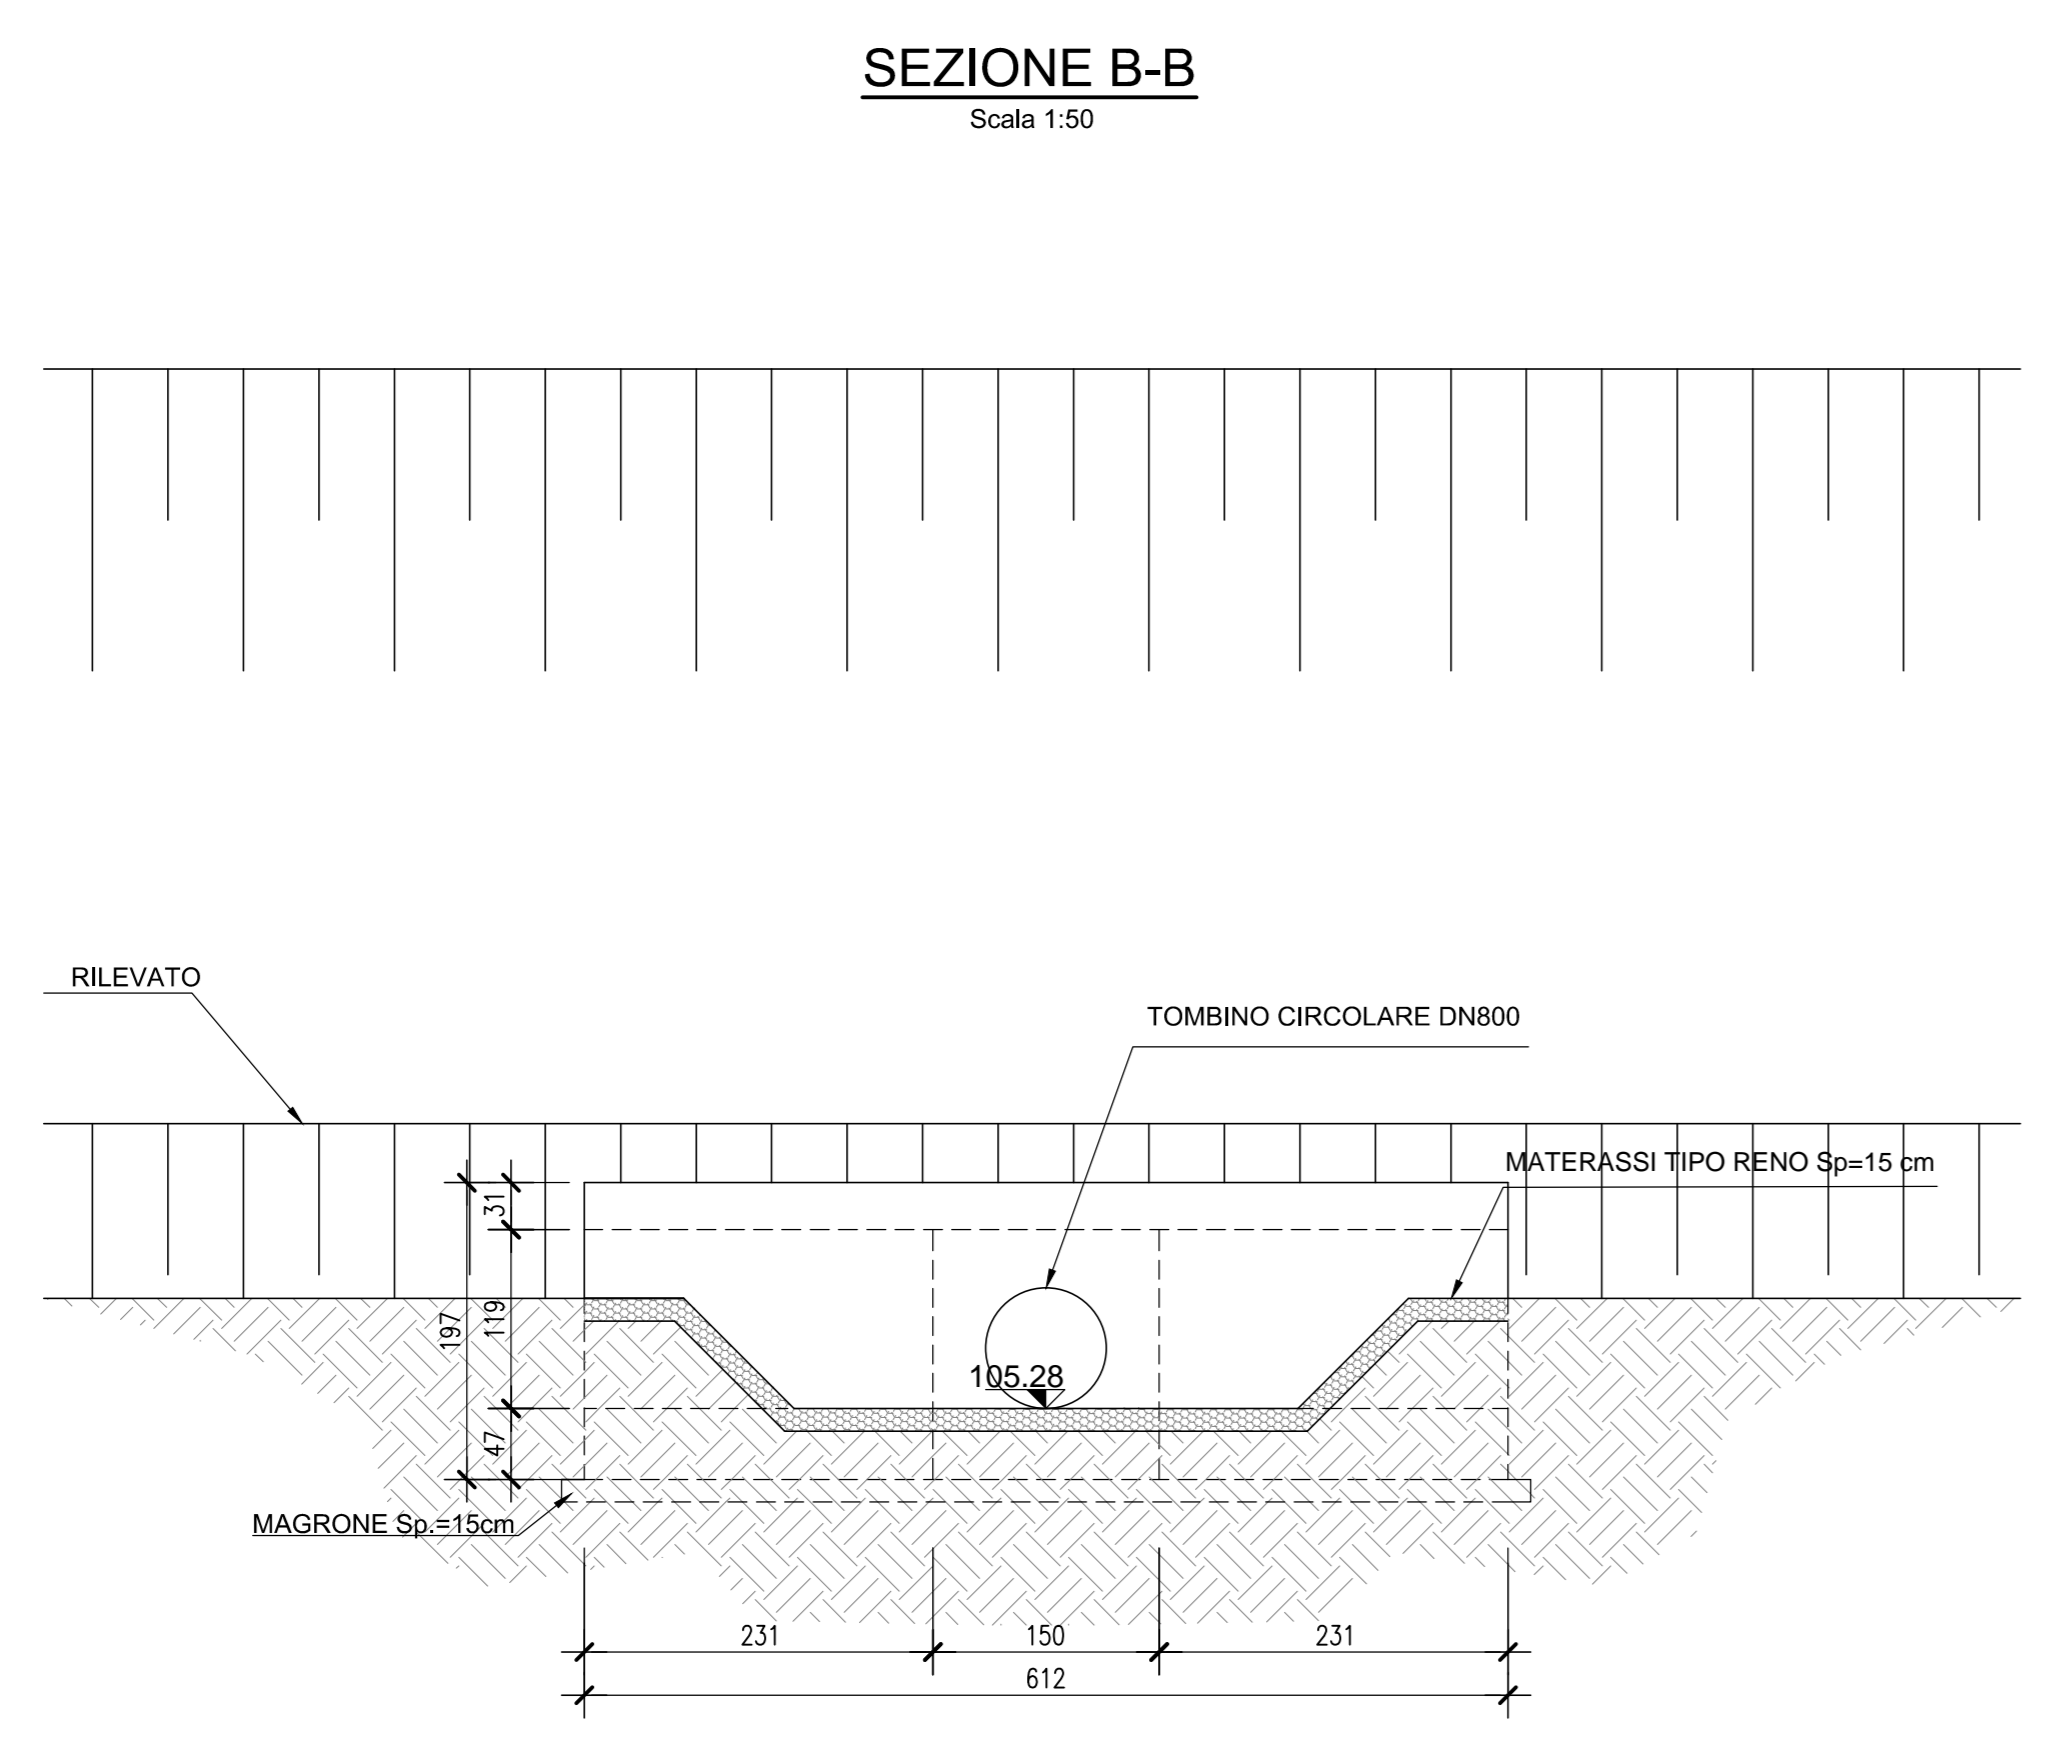 SEZIONE B-B
Scala 1:50
RILEVATO
TOMBINO CIRCOLARE DN800
MATERASSI TIPO RENO Sp=15 cm
31
119
197
47
105.28
MAGRONE Sp.=15cm
231
150
231
612